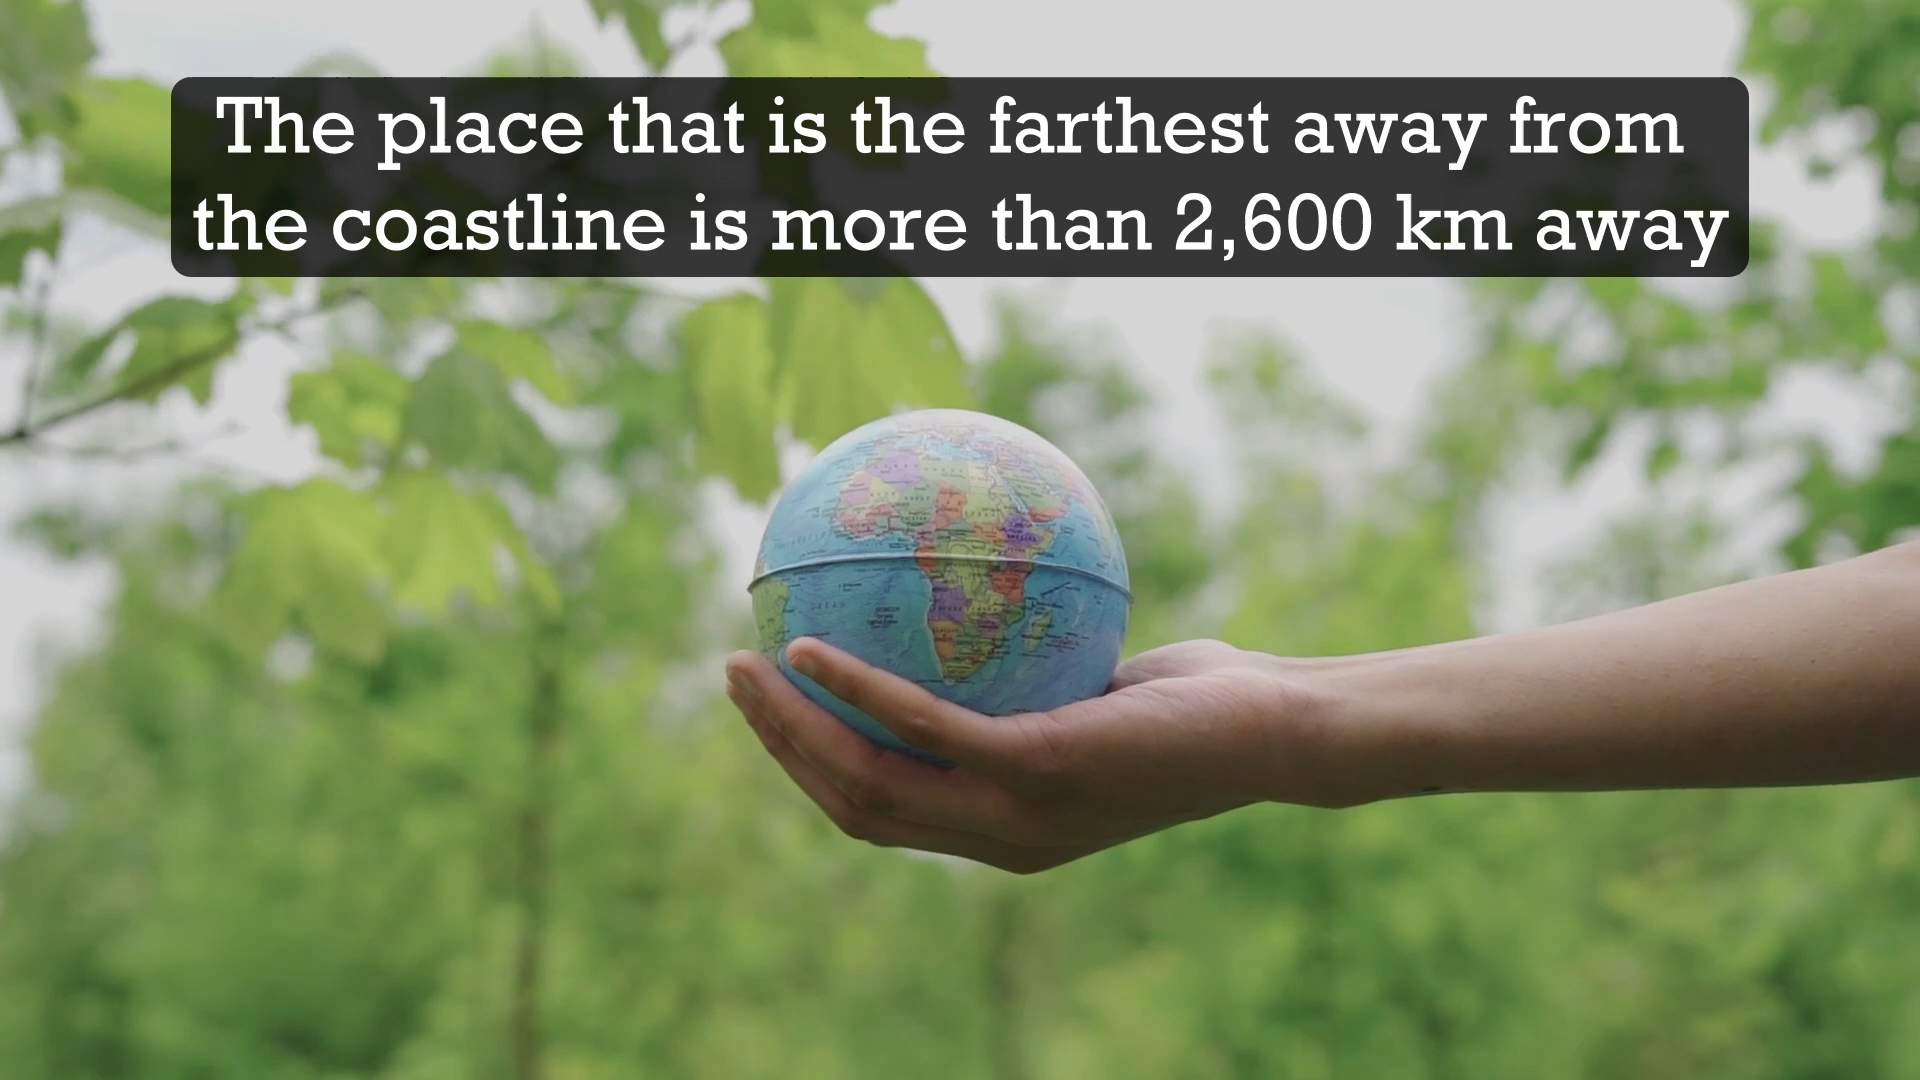 The place that is the farthest away from
the coastline is more than 2,600 km away